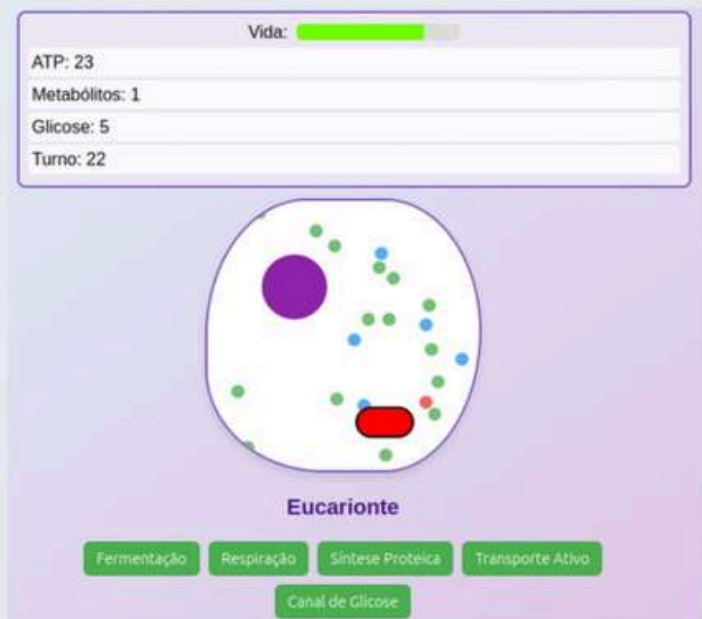 Vida:
ATP: 23
Metabólitos: 1
Glicose: 5
Turno: 22
Eucarionte
Fermentação Respiração Síntese Proteica Transporte Ativo
Canal de Glicose